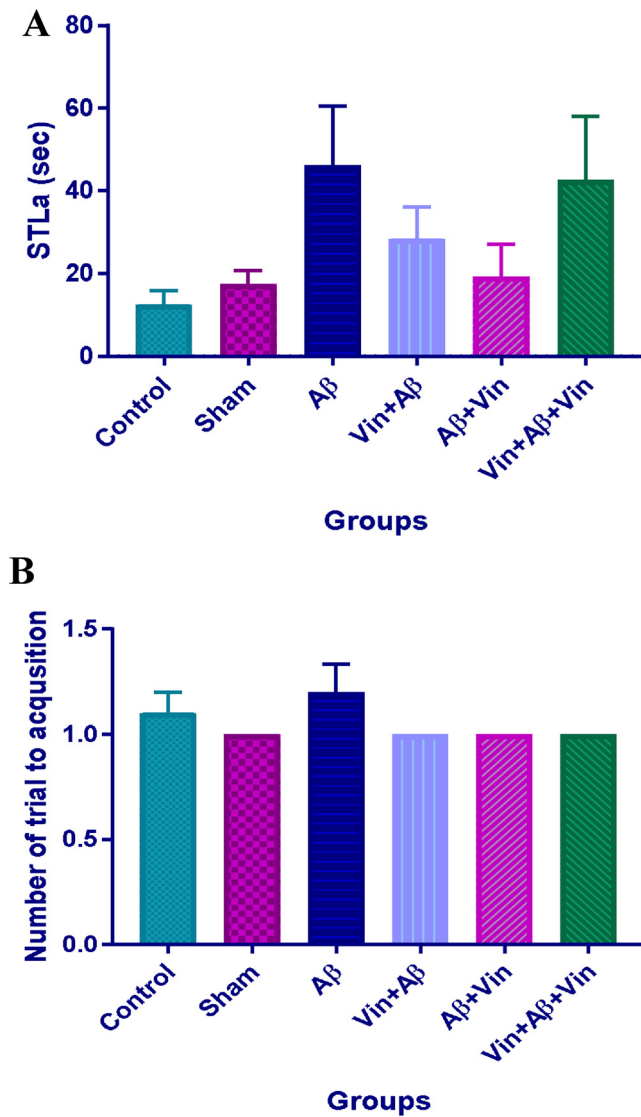 A
STLa (sec)
80
60
40
20
0
Control
Sham
Aβ
Vin+Aβ
Aβ+Vin
Vin+Aβ+Vin
Groups
B
Number of trial to acqusition
1.5
1.0
0.5
0.0
Control
Sham
Aβ
Vin+Aβ
Aβ+Vin
Vin+Aβ+Vin
Groups